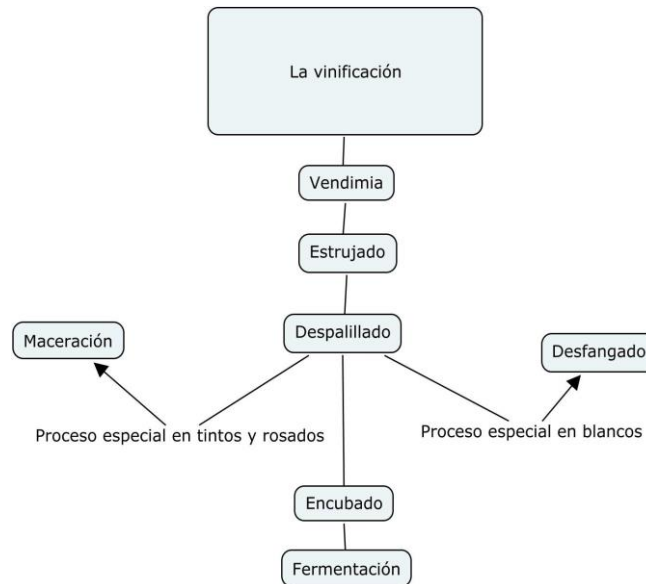 La vinificación
Vendimia
Estrujado
Despalillado
Maceración
Desfangado
Proceso especial en tintos y rosados
Proceso especial en blancos
Encubado
Fermentación